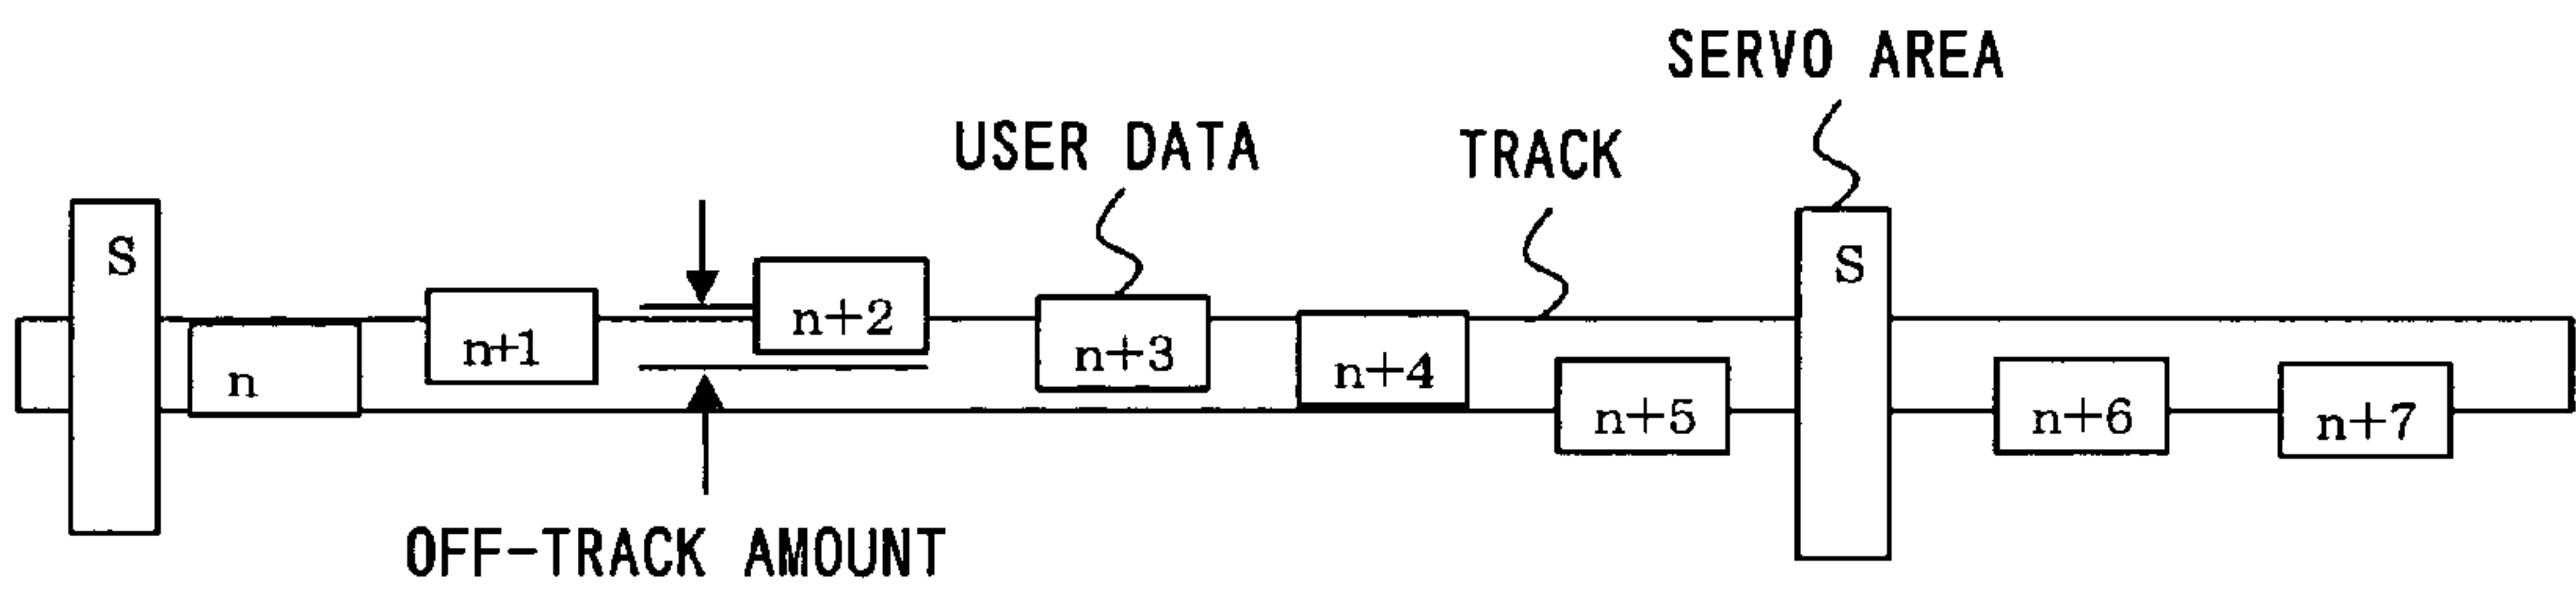 SERVO AREA
USER DATA
TRACK
S
n
n+1
n+2
n+3
n+4
n+5
S
n+6
n+7
OFF-TRACK AMOUNT